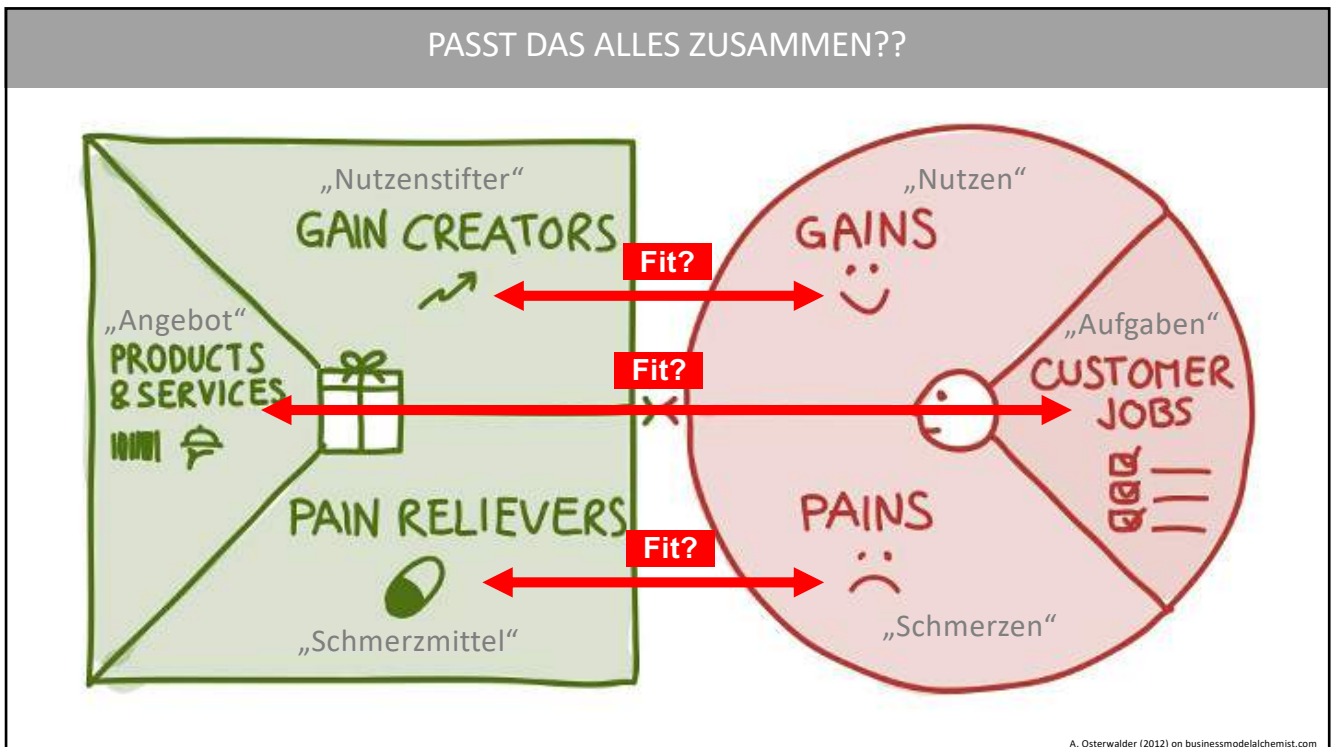 PASST DAS ALLES ZUSAMMEN??
„Nutzenstifter“
GAIN CREATORS
„Angebot“
PRODUCTS
& SERVICES
PAIN RELIEVERS
„Schmerzmittel“
Fit?
Fit?
Fit?
„Nutzen“
GAINS
„Aufgaben“
CUSTOMER
JOBS
PAINS
„Schmerzen“
A. Osterwalder (2012) on businessmodelalchemist.com